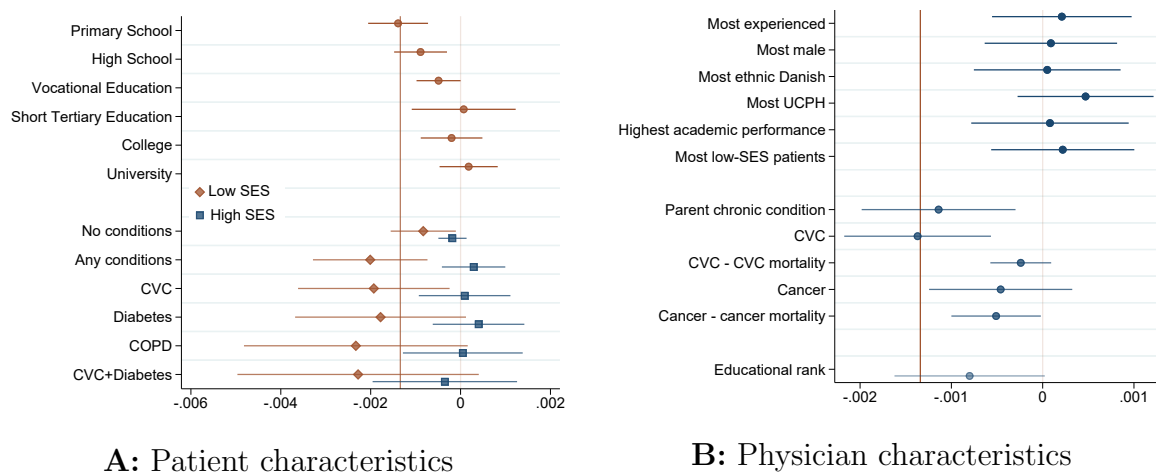 Primary School
High School
Vocational Education
Short Tertiary Education
College
University
Low SES
High SES
No conditions
Any conditions
CVC
Diabetes
COPD
CVC+Diabetes
-.006 -.004 -.002 0 .002
A: Patient characteristics
Most experienced
Most male
Most ethnic Danish
Most UCPH
Highest academic performance
Most low-SES patients
Parent chronic condition
CVC
CVC - CVC mortality
Cancer
Cancer - cancer mortality
Educational rank
-.002 -.001 0 .001
B: Physician characteristics